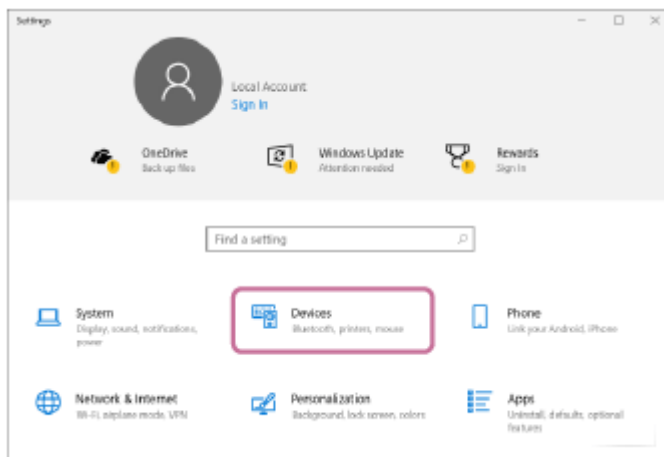 Settings
Local Account
Sign In
OneDrive
Back up files
Windows Update
Attention needed
Rewards
Sign In
Find a setting
System
Display, sound, notifications,
power
Devices
Bluetooth, printers, mouse
Phone
Link your Android, iPhone
Network & Internet
Wi-Fi, airplane mode, VPN
Personalization
Background, lock screen, colors
Apps
Uninstall, defaults, optional
features